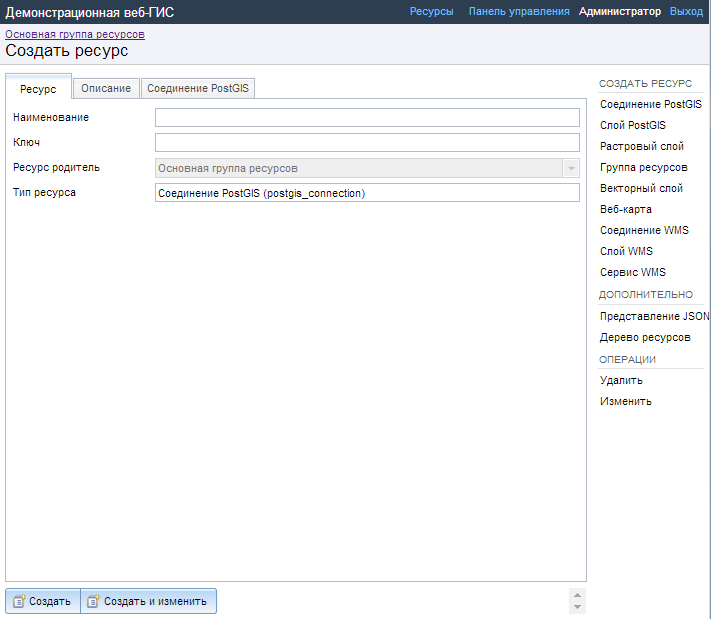 Демонстрационная веб-ГИС
Ресурсы Панель управления Администратор Выход
Основная группа ресурсов
Создать ресурс
Ресурс Описание Соединение PostGIS
Наименование
Ключ
Ресурс родитель Основная группа ресурсов
Тип ресурса Соединение PostGIS (postgis_connection)
Создать Создать и изменить
СОЗДАТЬ РЕСУРС
Соединение PostGIS
Слой PostGIS
Растровый слой
Группа ресурсов
Векторный слой
Веб-карта
Соединение WMS
Слой WMS
Сервис WMS
ДОПОЛНИТЕЛЬНО
Представление JSON
Дерево ресурсов
ОПЕРАЦИИ
Удалить
Изменить